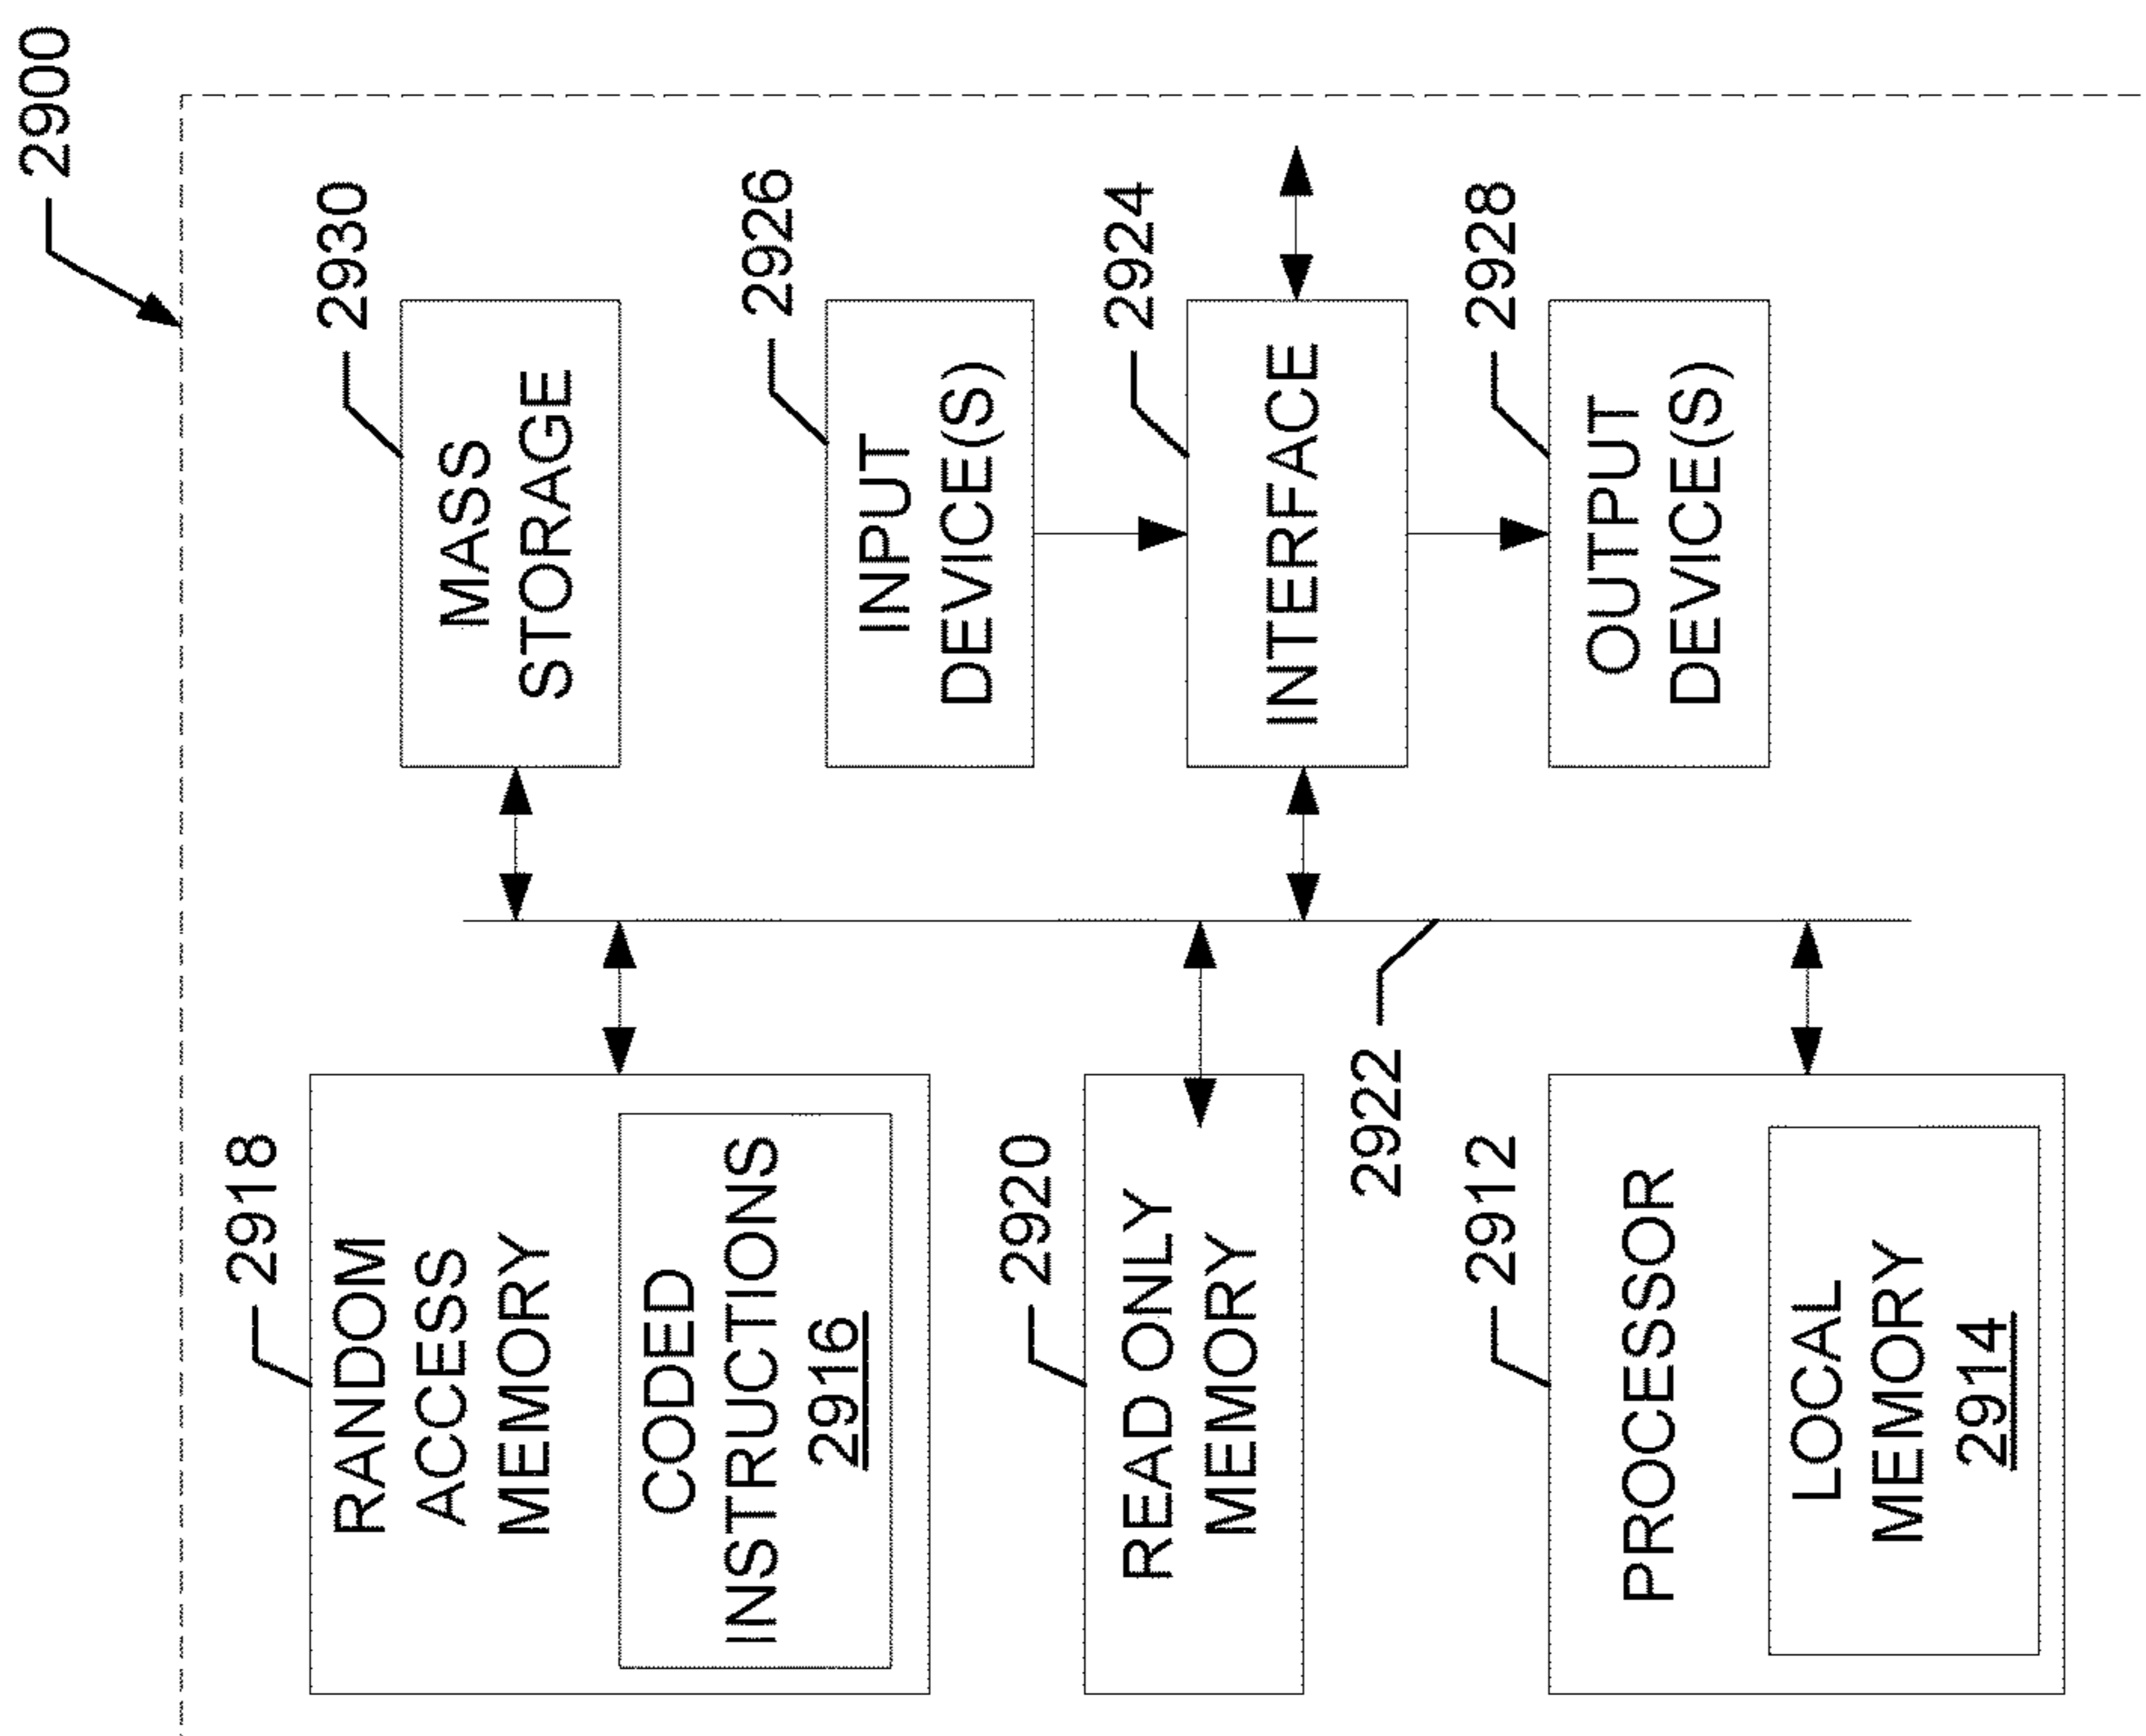 2900
2918
RANDOM
ACCESS
MEMORY
CODED
INSTRUCTIONS
2916
2930
MASS
STORAGE
2920
READ ONLY
MEMORY
2926
INPUT
DEVICE(S)
2922
2924
INTERFACE
2912
PROCESSOR
LOCAL
MEMORY
2914
2928
OUTPUT
DEVICE(S)